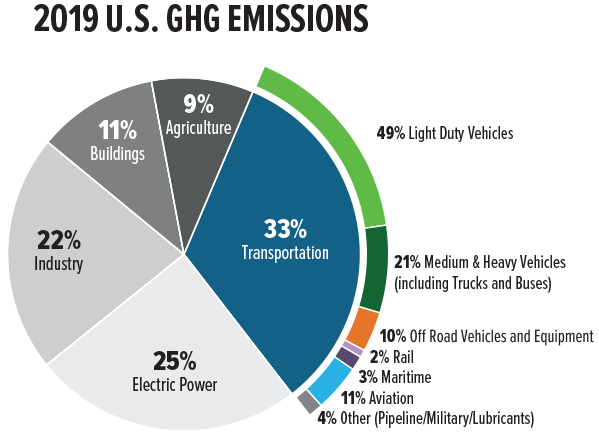 2019 U.S. GHG EMISSIONS
9%
Agriculture
11%
Buildings
49% Light Duty Vehicles
33%
Transportation
22%
Industry
21% Medium & Heavy Vehicles
(including Trucks and Buses)
10% Off Road Vehicles and Equipment
2% Rail
25%
Electric Power
3% Maritime
11% Aviation
4% Other (Pipeline/Military/Lubricants)